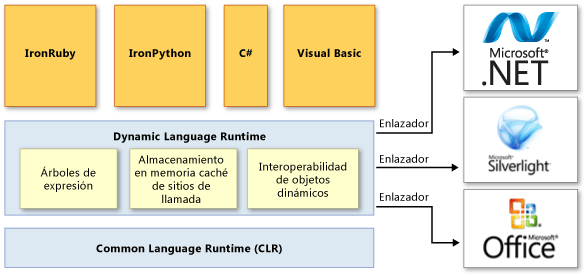 IronRuby
IronPython
C#
Visual Basic
Dynamic Language Runtime
Árboles de
expresión
Almacenamiento
en memoria caché
de sitios de
llamada
Interoperabilidad
de objetos
dinámicos
Common Language Runtime (CLR)
Enlazador
Enlazador
Enlazador
Microsoft®
.NET
Microsoft®
Silverlight™
Microsoft®
Office